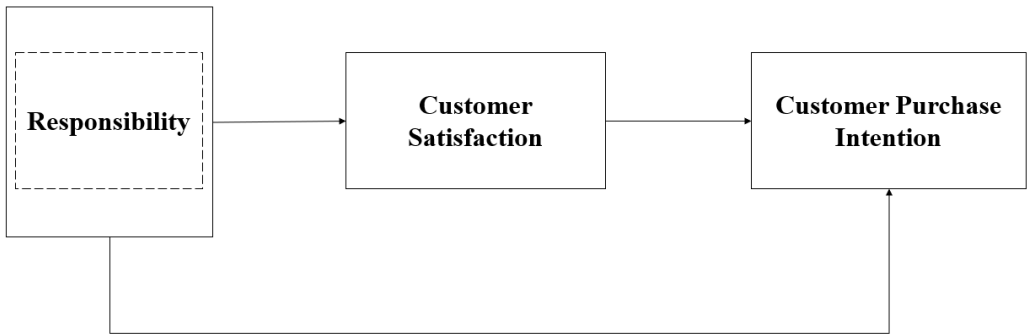 Responsibility
Customer
Satisfaction
Customer Purchase
Intention